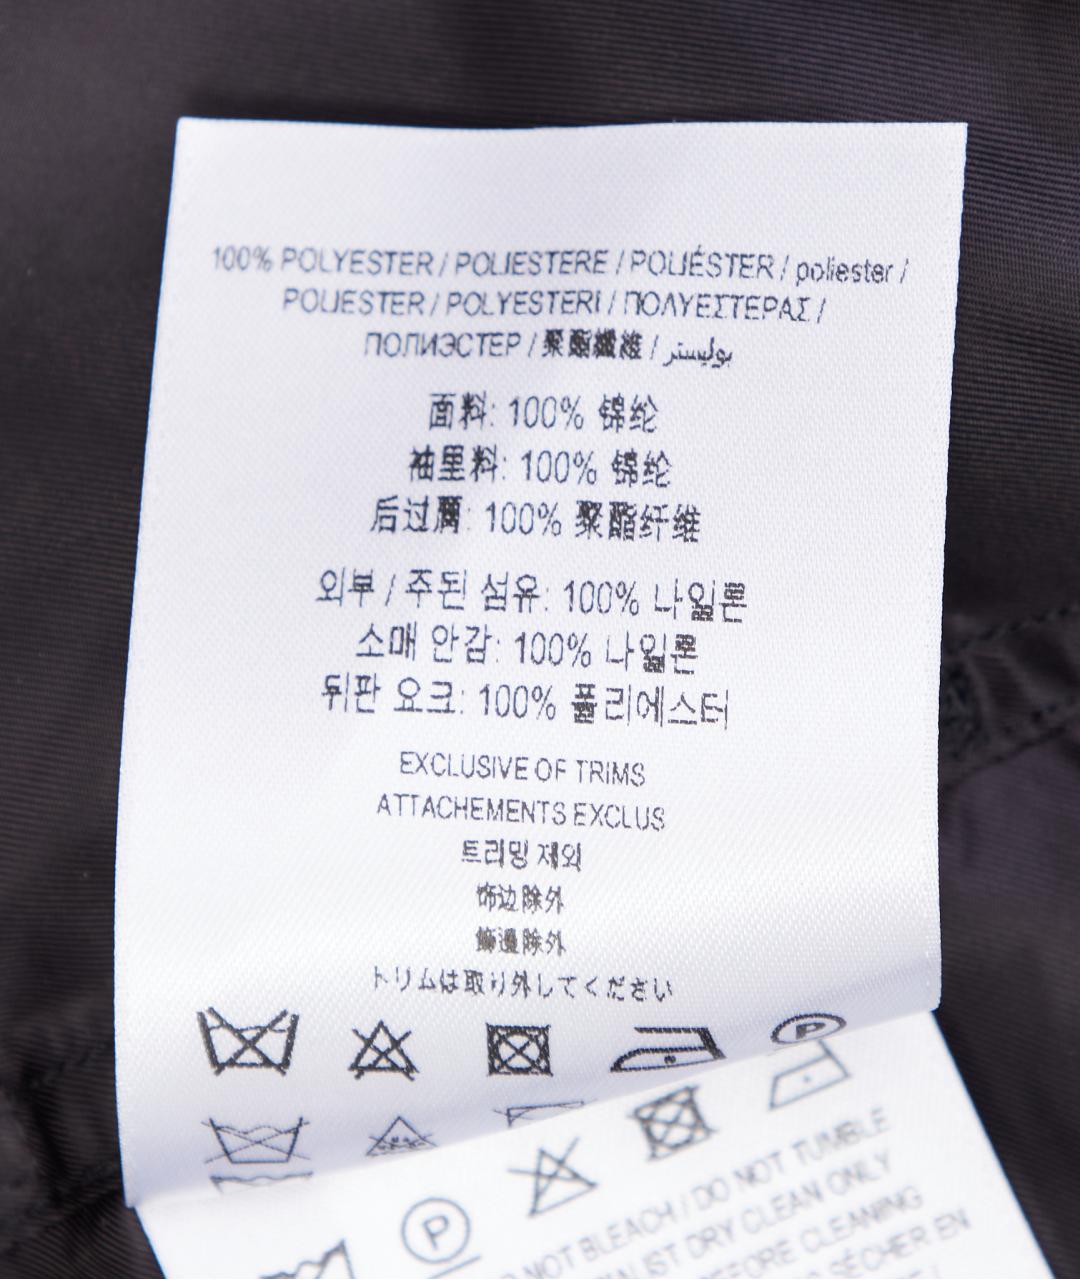 100% POLYESTER / POLIESTERE / POLIÉSTER / poliester /
POLIESTER / POLYESTERI / ΠΟΛΥΕΣΤΕΡΑΣ /
ПОЛИЭСТЕР / 聚酯纖維 / بوليستر
面料: 100% 锦纶
袖里料: 100% 锦纶
后过肩: 100% 聚酯纤维
외부 / 주된 섬유: 100% 나일론
소매 안감: 100% 나일론
뒤판 요크: 100% 폴리에스터
EXCLUSIVE OF TRIMS
ATTACHEMENTS EXCLUS
트리밍 제외
饰边除外
飾邊除外
トリムは取り外してください
P
P
NOT BLEACH / DO NOT TUMBLE
DRY CLEAN ONLY
CLEANING
SÉCHER EN